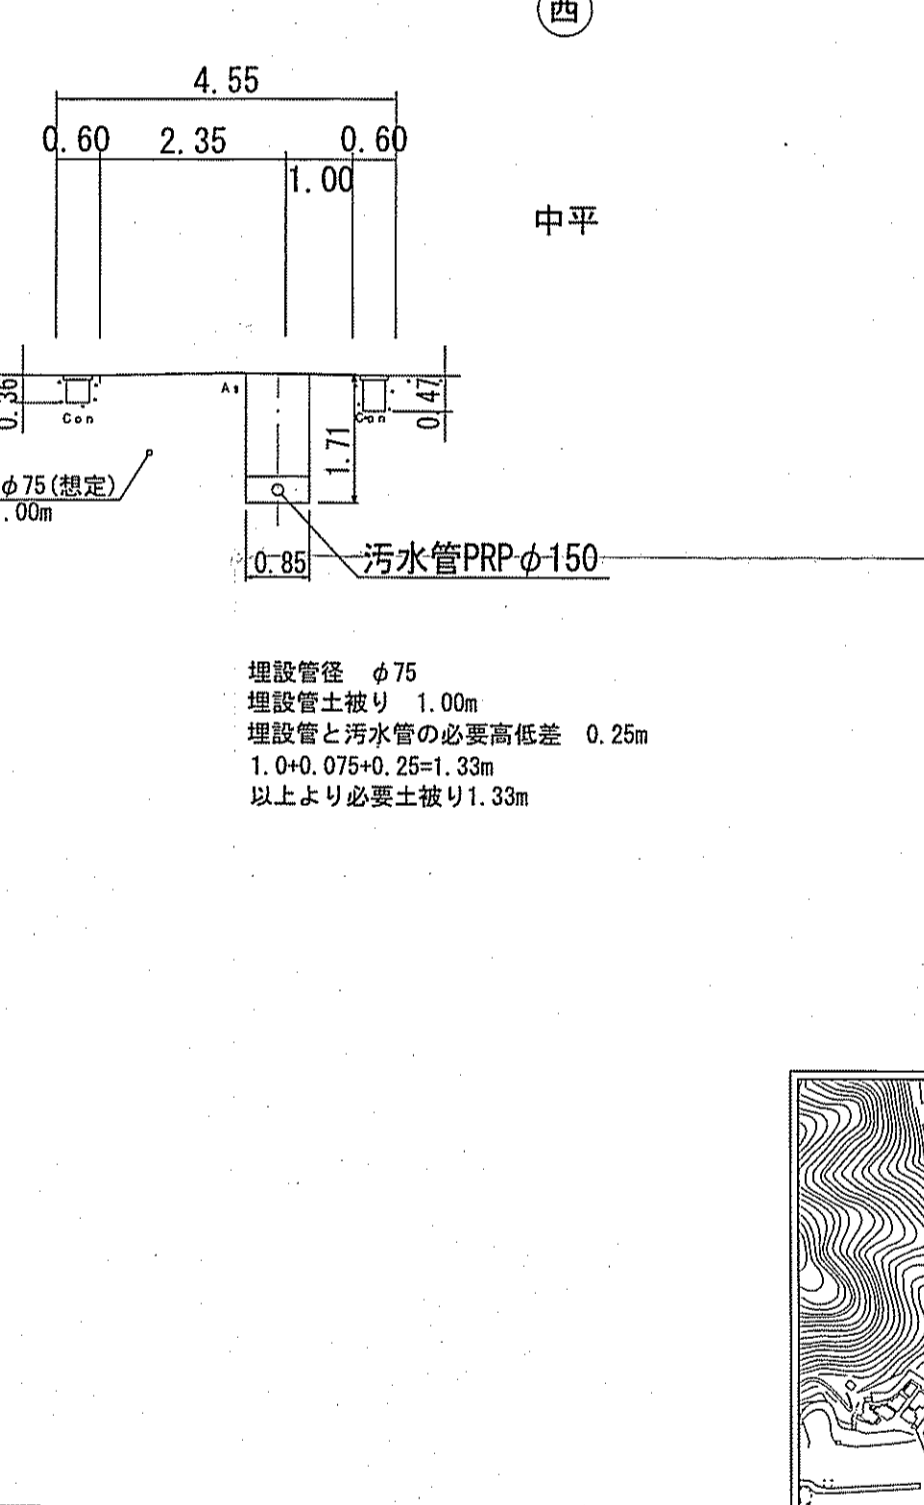 西
4.55
0.60 2.35 0.60
1.00
中平
0.36
As
Con
Con
0.47
1.71
φ75(想定)
.00m
0.85
汚水管PRPφ150
埋設管径 φ75
埋設管土被り 1.00m
埋設管と汚水管の必要高低差 0.25m
1.0+0.075+0.25=1.33m
以上より必要土被り1.33m